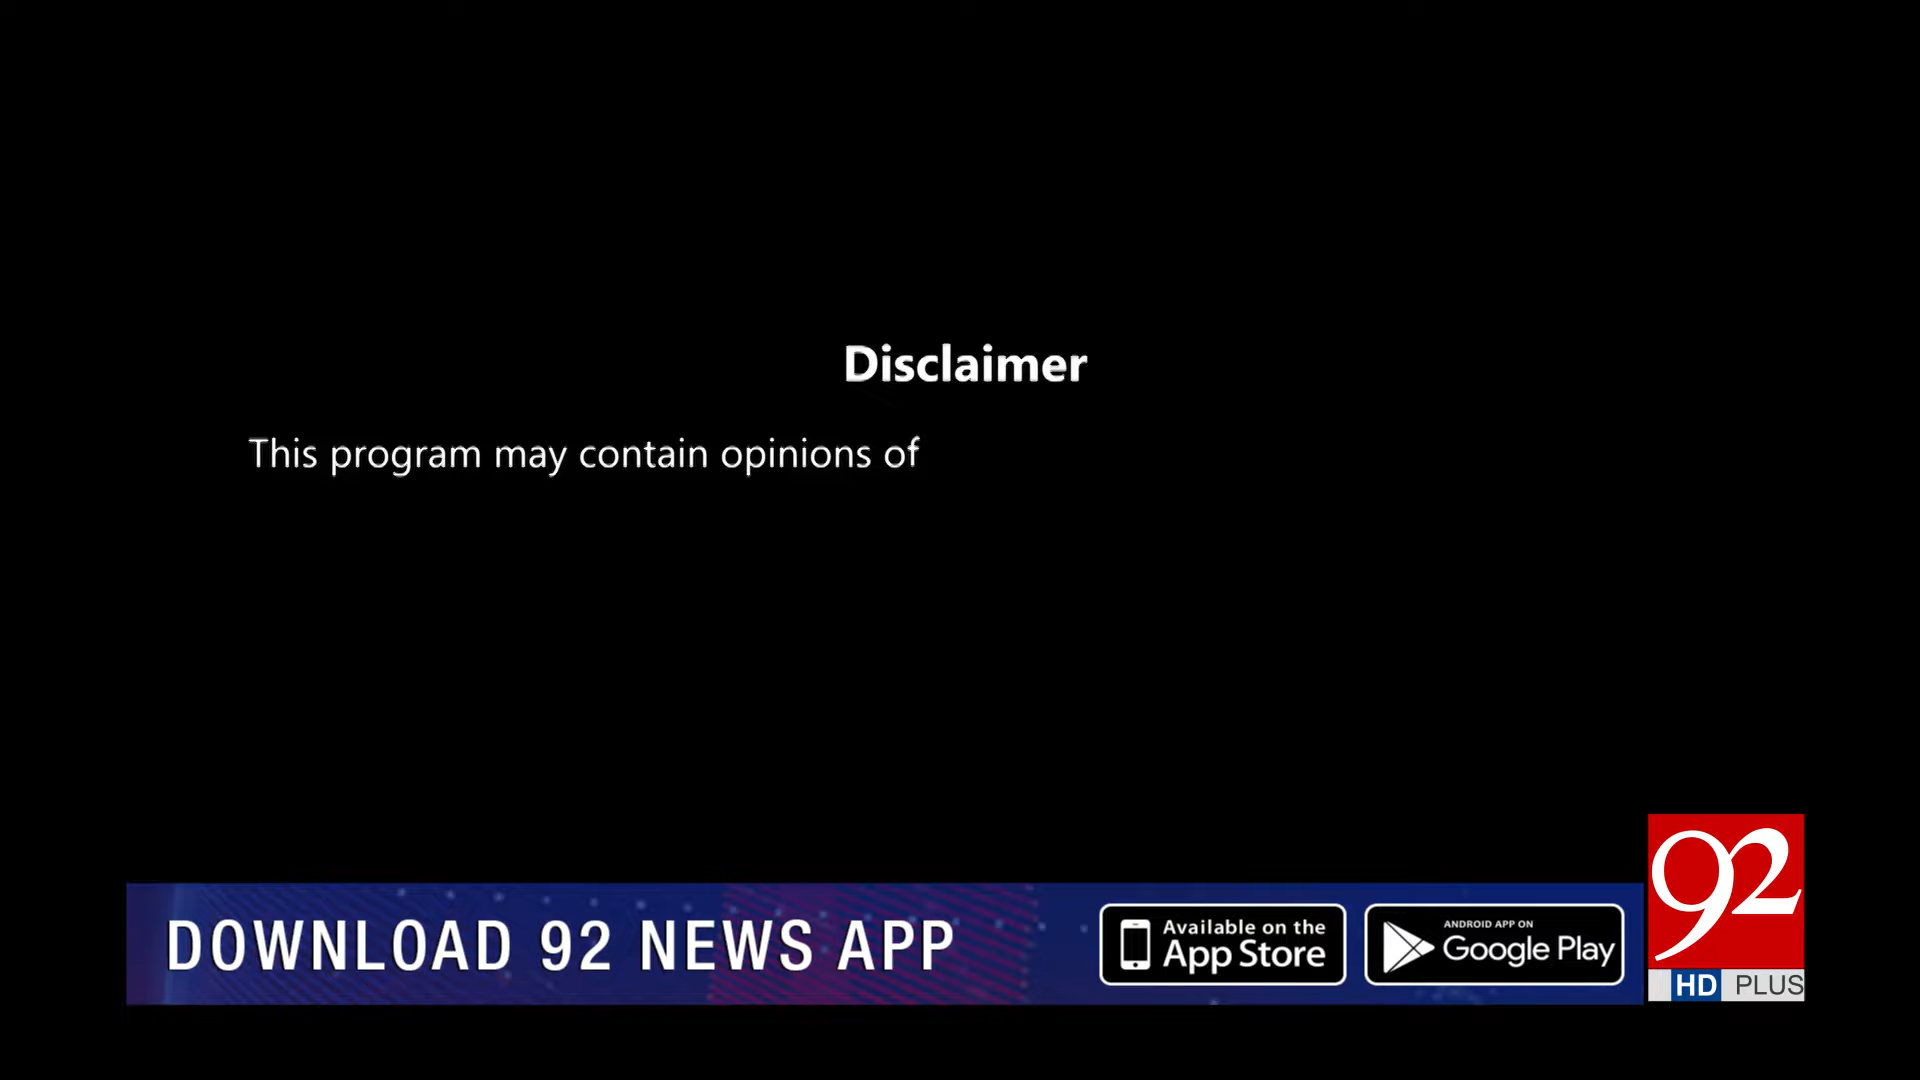 Disclaimer
This program may contain opinions of
DOWNLOAD 92 NEWS APP
Available on the
App Store
ANDROID APP ON
Google Play
92
HD PLUS